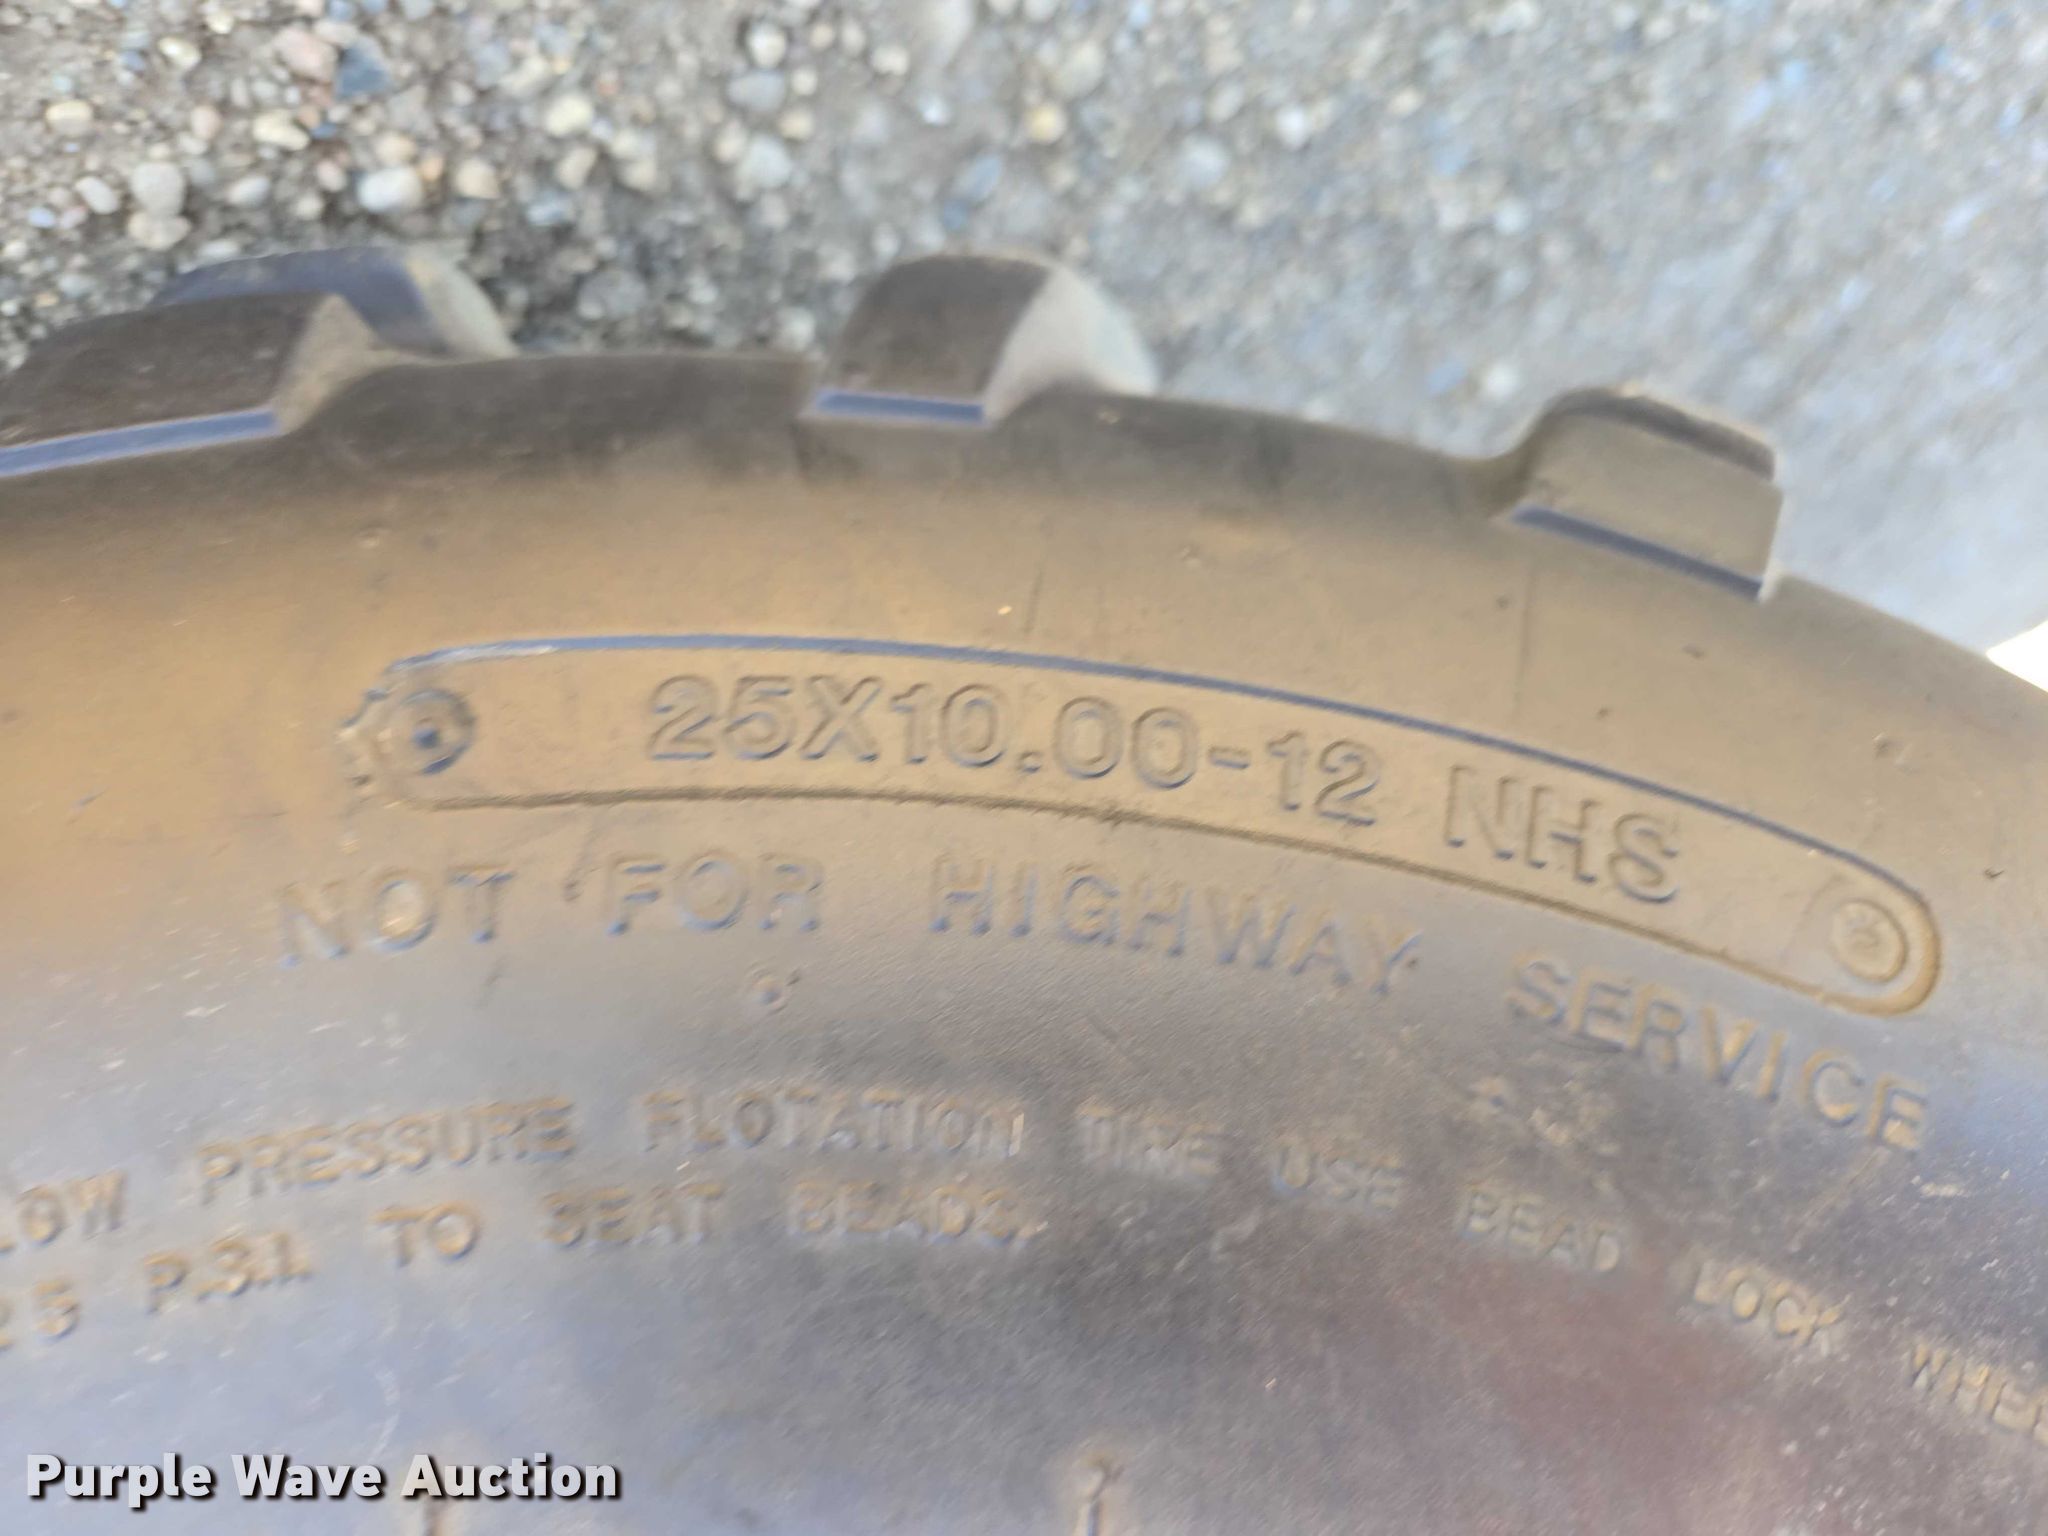 25X10.00-12 NHS
NOT FOR HIGHWAY SERVICE
LOW PRESSURE FLOTATION TIRE USE BEAD LOCK
25 P.S.I. TO SEAT BEADS.
Purple Wave Auction